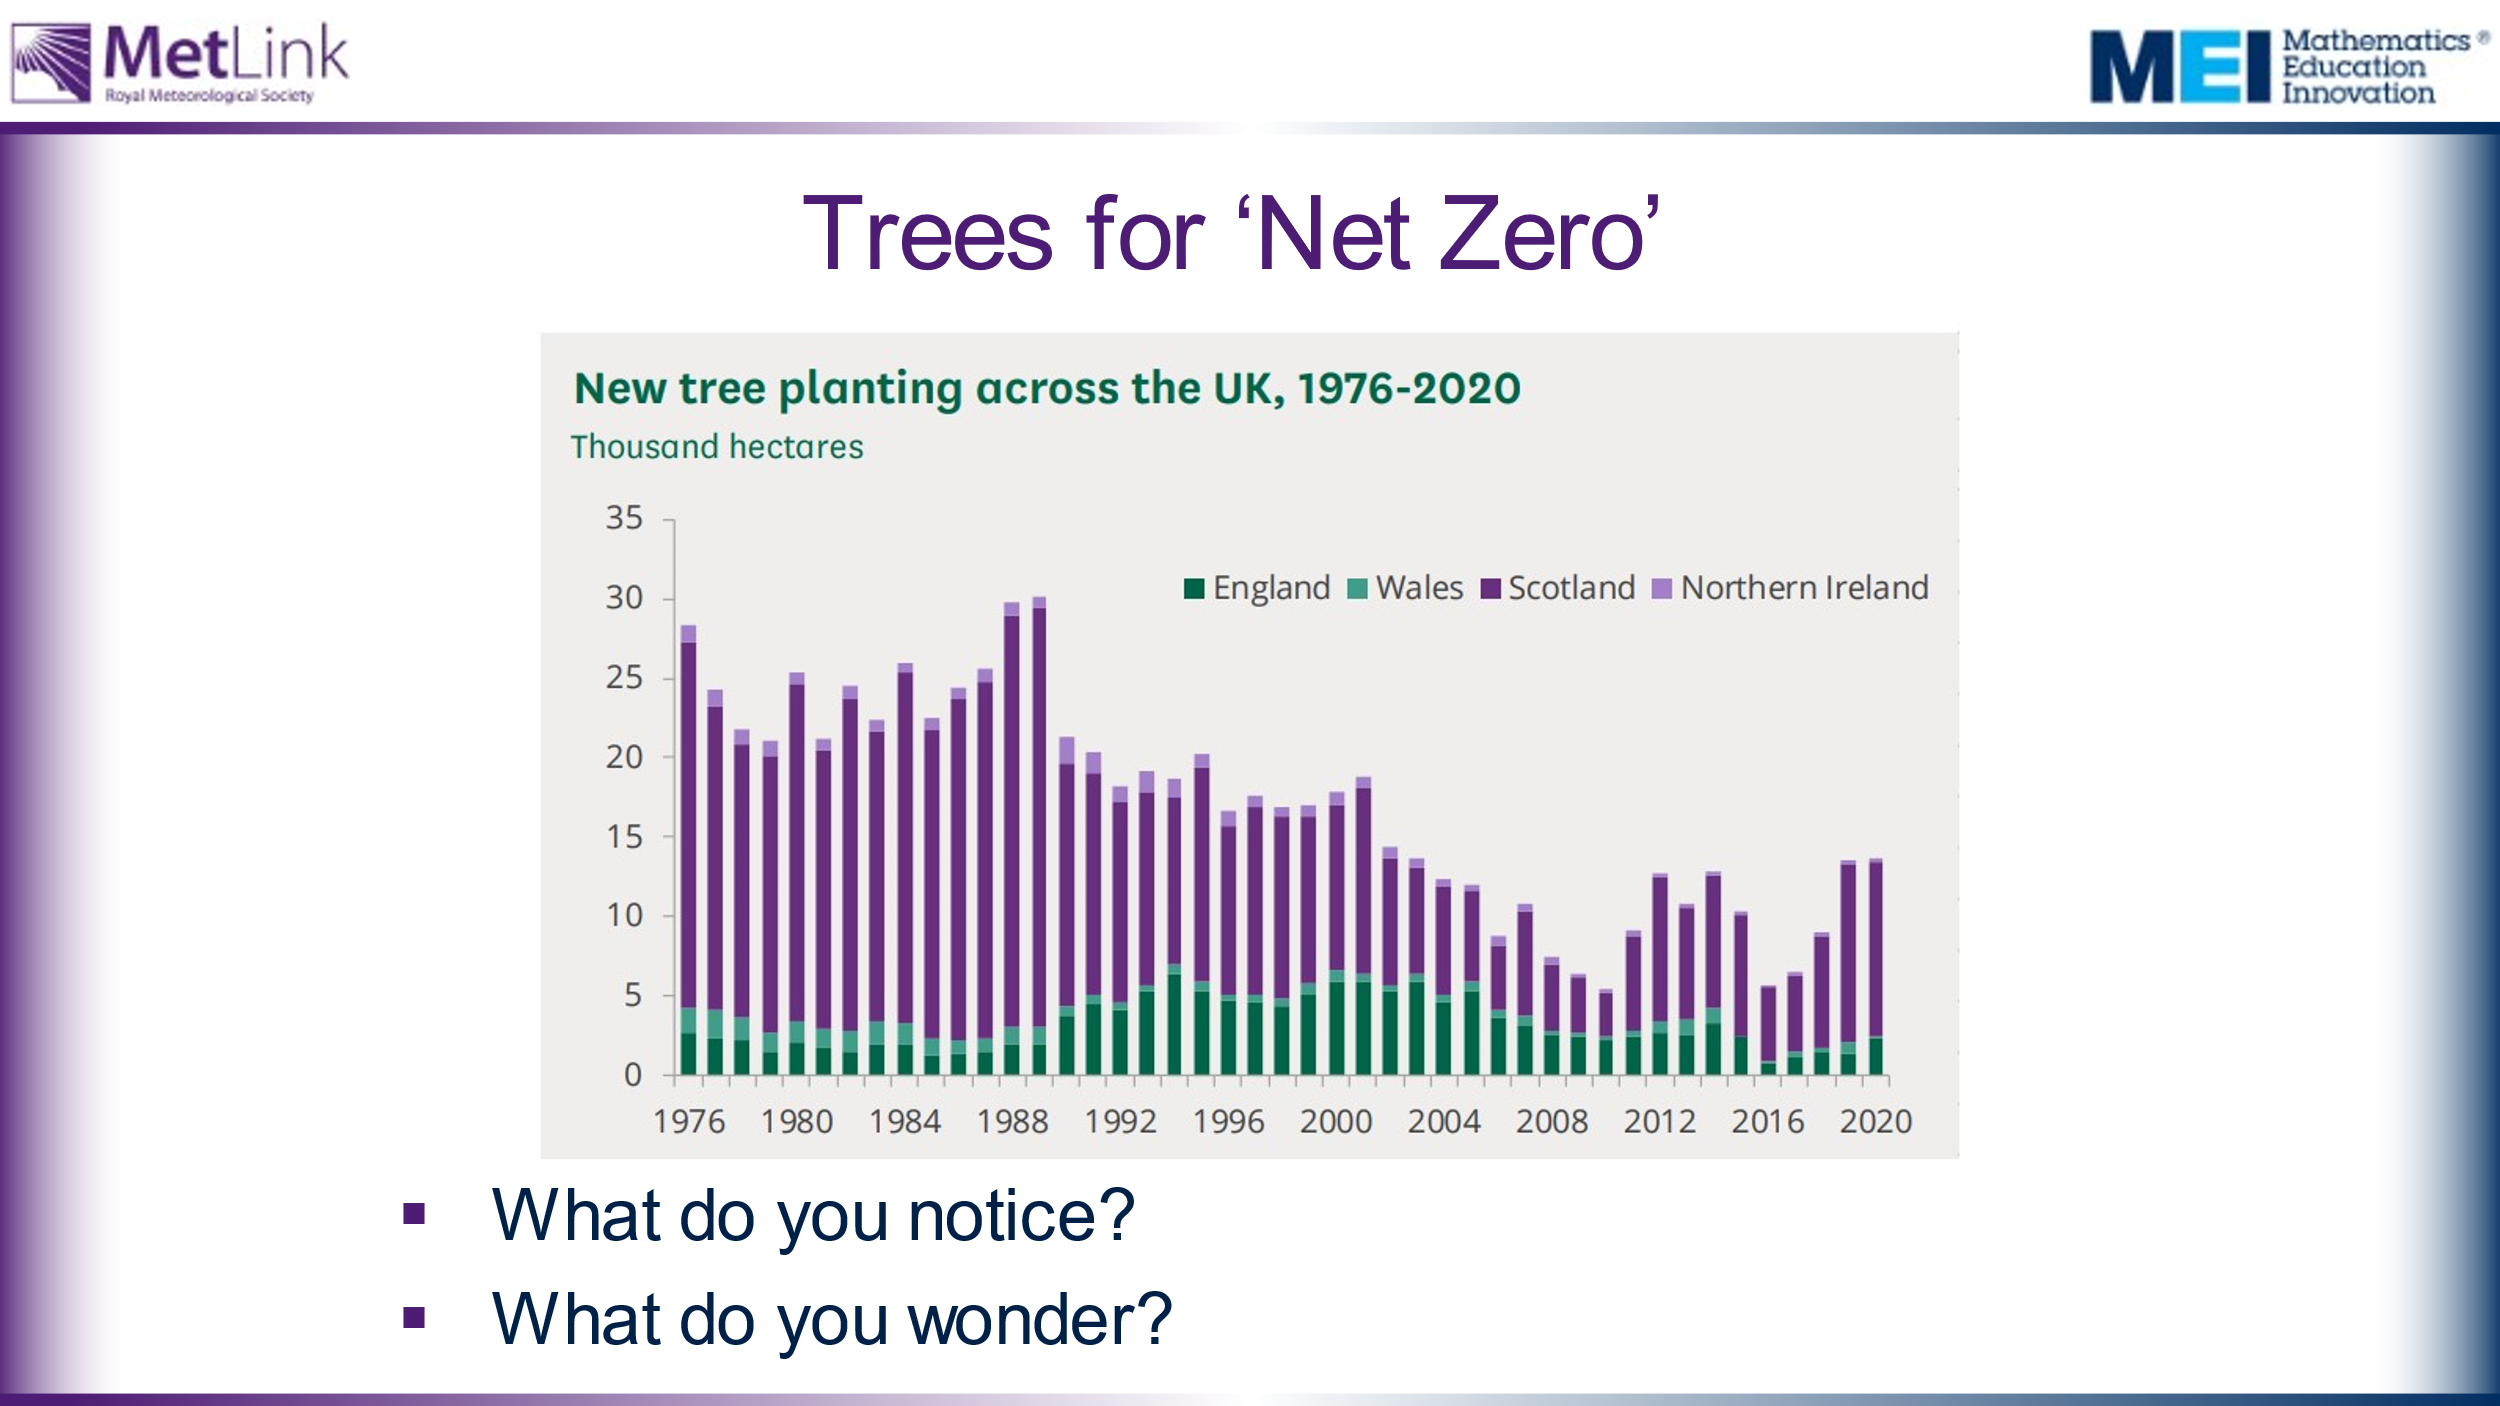 MetLink
Royal Meteorological Society
MEI Mathematics ®
Education
Innovation
Trees for ‘Net Zero’
New tree planting across the UK, 1976-2020
Thousand hectares
35
30
25
20
15
10
5
0
England Wales Scotland Northern Ireland
1976 1980 1984 1988 1992 1996 2000 2004 2008 2012 2016 2020
▪ What do you notice?
▪ What do you wonder?